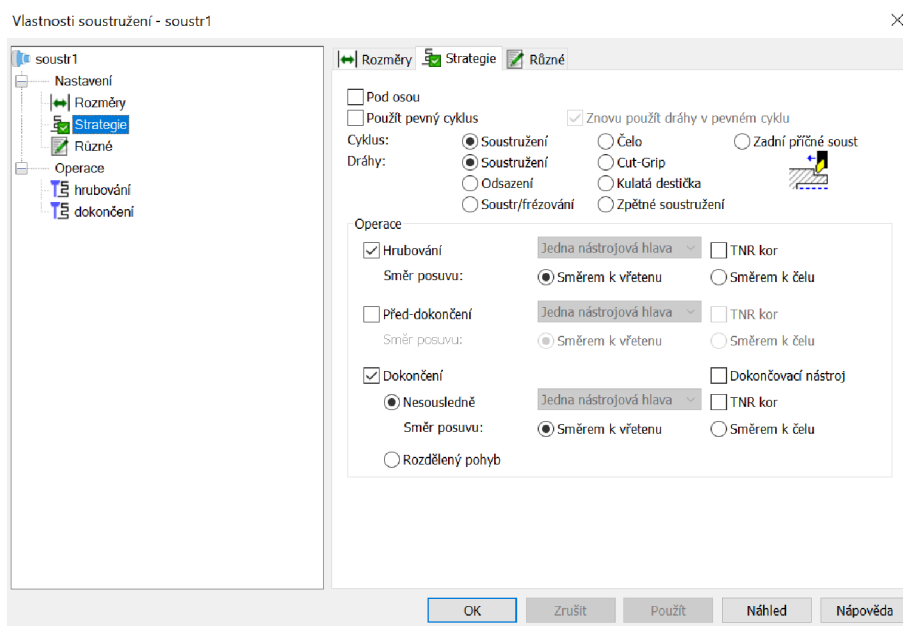 Vlastnosti soustružení - soustr1
soustr1
Nastavení
Rozměry
Strategie
Různé
Operace
hrubování
dokončení
Rozměry Strategie Různé
Pod osou
Použít pevný cyklus Znovu použít dráhy v pevném cyklu
Cyklus: Soustružení Čelo Zadní příčné soust
Dráhy: Soustružení Cut-Grip
Odsazení Kulatá destička
Soustr/frézování Zpětné soustružení
Operace
Hrubování Jedna nástrojová hlava TNR kor
Směr posuvu: Směrem k vřetenu Směrem k čelu
Před-dokončení Jedna nástrojová hlava TNR kor
Směr posuvu: Směrem k vřetenu Směrem k čelu
Dokončení Dokončovací nástroj
Nesousledně Jedna nástrojová hlava TNR kor
Směr posuvu: Směrem k vřetenu Směrem k čelu
Rozdělený pohyb
OK Zrušit Použít Náhled Nápověda